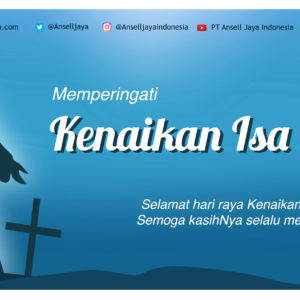 .com @Anselljaya @Anselljayaindonesia PT Ansell Jaya Indonesia
Memperingati
Kenaikan Isa
Selamat hari raya Kenaikan
Semoga kasihNya selalu me